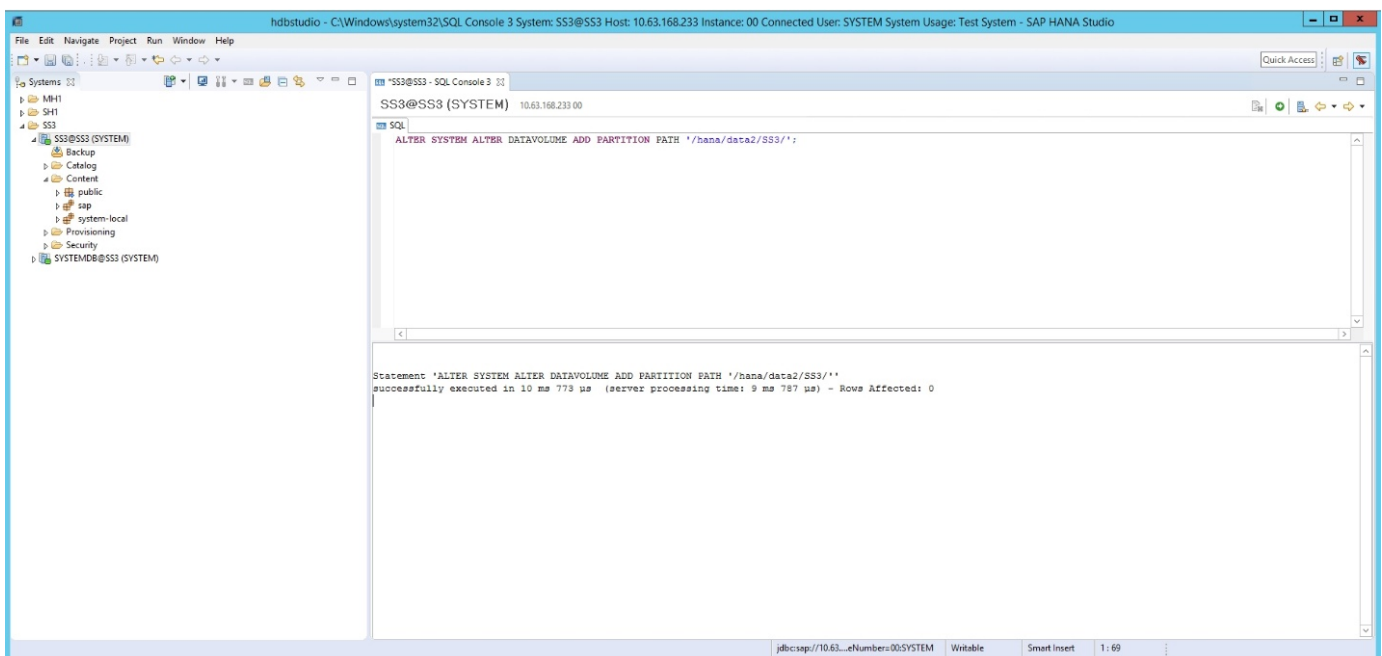 hdbstudio - C:\Windows\system32\SQL Console 3 System: SS3@SS3 Host: 10.63.168.233 Instance: 00 Connected User: SYSTEM System Usage: Test System - SAP HANA Studio
File Edit Navigate Project Run Window Help
Quick Access
Systems
MH1
SH1
SS3
SS3@SS3 (SYSTEM)
Backup
Catalog
Content
public
sap
system-local
Provisioning
Security
SYSTEMDB@SS3 (SYSTEM)
*SS3@SS3 - SQL Console 3
SS3@SS3 (SYSTEM) 10.63.168.233 00
SQL
ALTER SYSTEM ALTER DATAVOLUME ADD PARTITION PATH '/hana/data2/SS3/';
Statement 'ALTER SYSTEM ALTER DATAVOLUME ADD PARTITION PATH '/hana/data2/SS3/''
successfully executed in 10 ms 773 µs (server processing time: 9 ms 787 µs) - Rows Affected: 0
jdbc:sap://10.63....eNumber=00:SYSTEM Writable Smart Insert 1 : 69